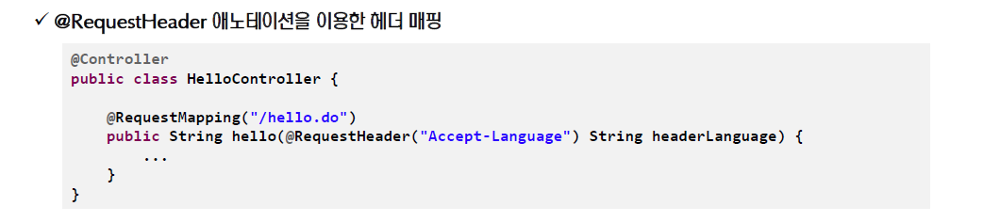 ✓ @RequestHeader 애노테이션을 이용한 헤더 매핑
@Controller
public class HelloController {
@RequestMapping("/hello.do")
public String hello(@RequestHeader("Accept-Language") String headerLanguage) {
...
}
}